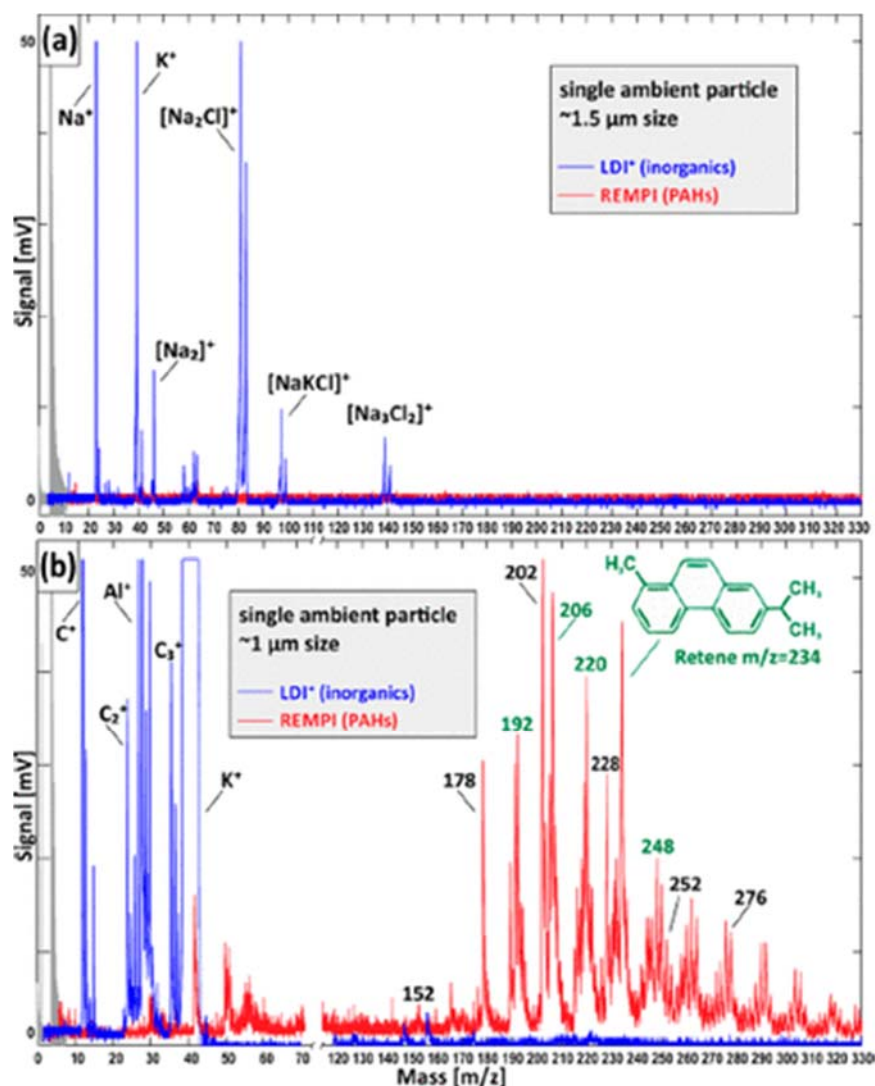 (a)
50
K⁺
Na⁺
[Na₂Cl]⁺
single ambient particle
~1.5 µm size
LDI⁺ (inorganics)
REMPI (PAHs)
Signal [mV]
[Na₂]⁺
[NaKCl]⁺
[Na₃Cl₂]⁺
0
0 10 20 30 40 50 60 70 80 90 100 110 120 130 140 150 160 170 180 190 200 210 220 230 240 250 260 270 280 290 300 310 320 330
(b)
50
Al⁺
C⁺
C₃⁺
C₂⁺
K⁺
single ambient particle
~1 µm size
LDI⁺ (inorganics)
REMPI (PAHs)
202
206
H₃C
CH₃
CH₃
Retene m/z=234
220
192
228
178
248
252
276
152
Signal [mV]
0
0 10 20 30 40 50 60 70 120 130 140 150 160 170 180 190 200 210 220 230 240 250 260 270 280 290 300 310 320 330
Mass [m/z]